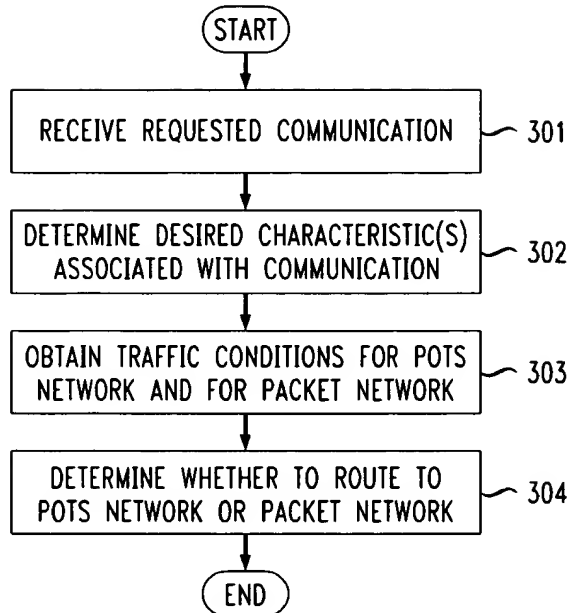 START
RECEIVE REQUESTED COMMUNICATION
301
DETERMINE DESIRED CHARACTERISTIC(S)
ASSOCIATED WITH COMMUNICATION
302
OBTAIN TRAFFIC CONDITIONS FOR POTS
NETWORK AND FOR PACKET NETWORK
303
DETERMINE WHETHER TO ROUTE TO
POTS NETWORK OR PACKET NETWORK
304
END